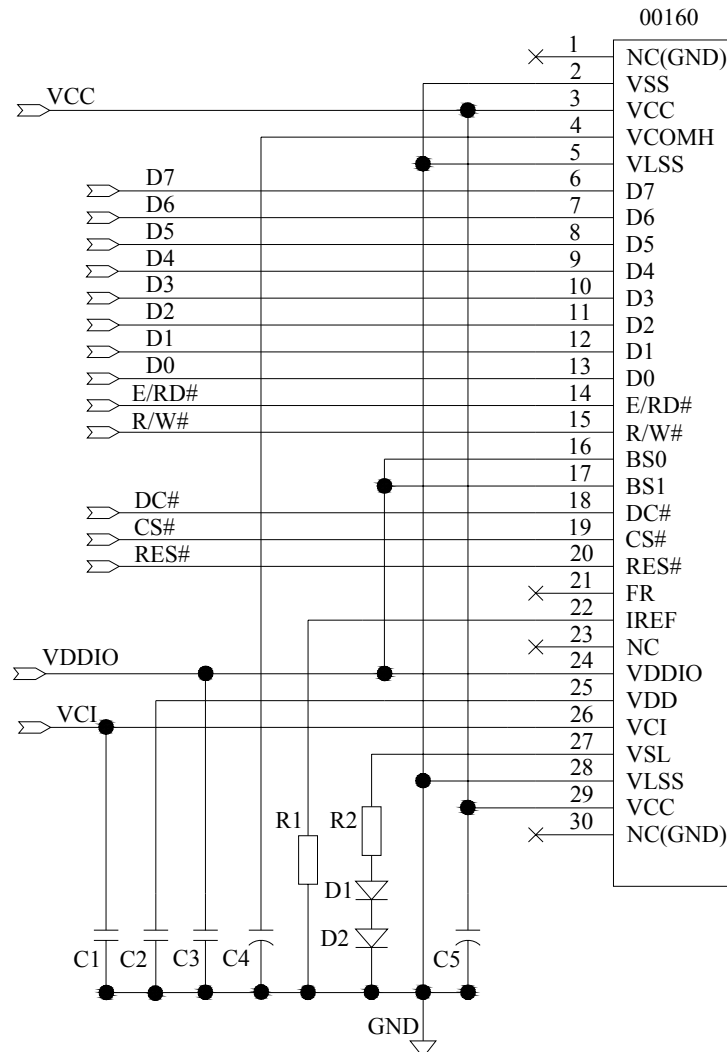 00160
1 NC(GND)
2 VSS
VCC 3 VCC
4 VCOMH
5 VLSS
D7 6 D7
D6 7 D6
D5 8 D5
D4 9 D4
D3 10 D3
D2 11 D2
D1 12 D1
D0 13 D0
E/RD# 14 E/RD#
R/W# 15 R/W#
16 BS0
17 BS1
DC# 18 DC#
CS# 19 CS#
RES# 20 RES#
21 FR
22 IREF
23 NC
VDDIO 24 VDDIO
25 VDD
VCI 26 VCI
27 VSL
28 VLSS
29 VCC
R1 R2 30 NC(GND)
D1
D2
C1 C2 C3 C4 C5
GND